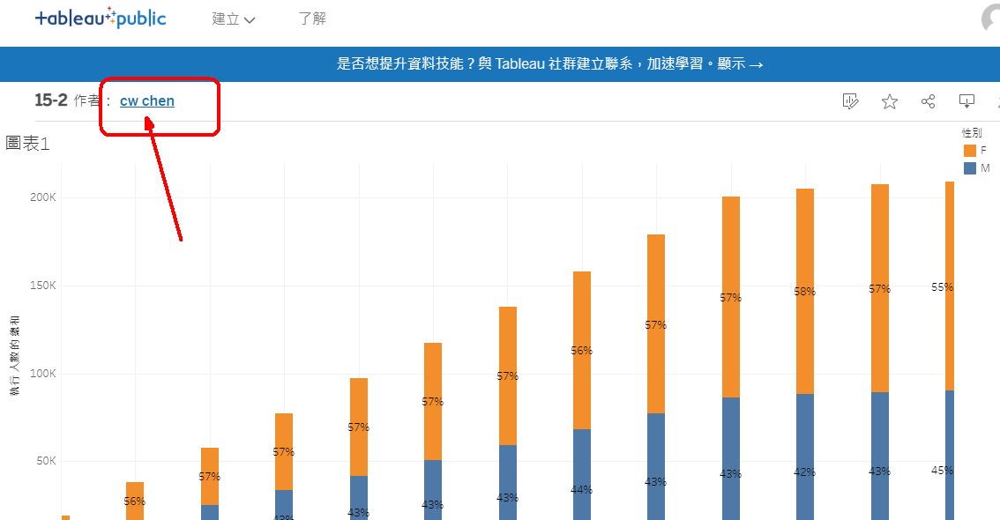 +ableau+public
建立
了解
是否想提升資料技能？與 Tableau 社群建立聯系，加速學習。顯示 →
15-2 作者： cw chen
圖表1
性別
F
M
200K
150K
100K
50K
執行人數的 總和
56%
57%
57%
43%
57%
43%
57%
43%
57%
43%
56%
44%
57%
43%
57%
43%
58%
42%
57%
43%
55%
45%